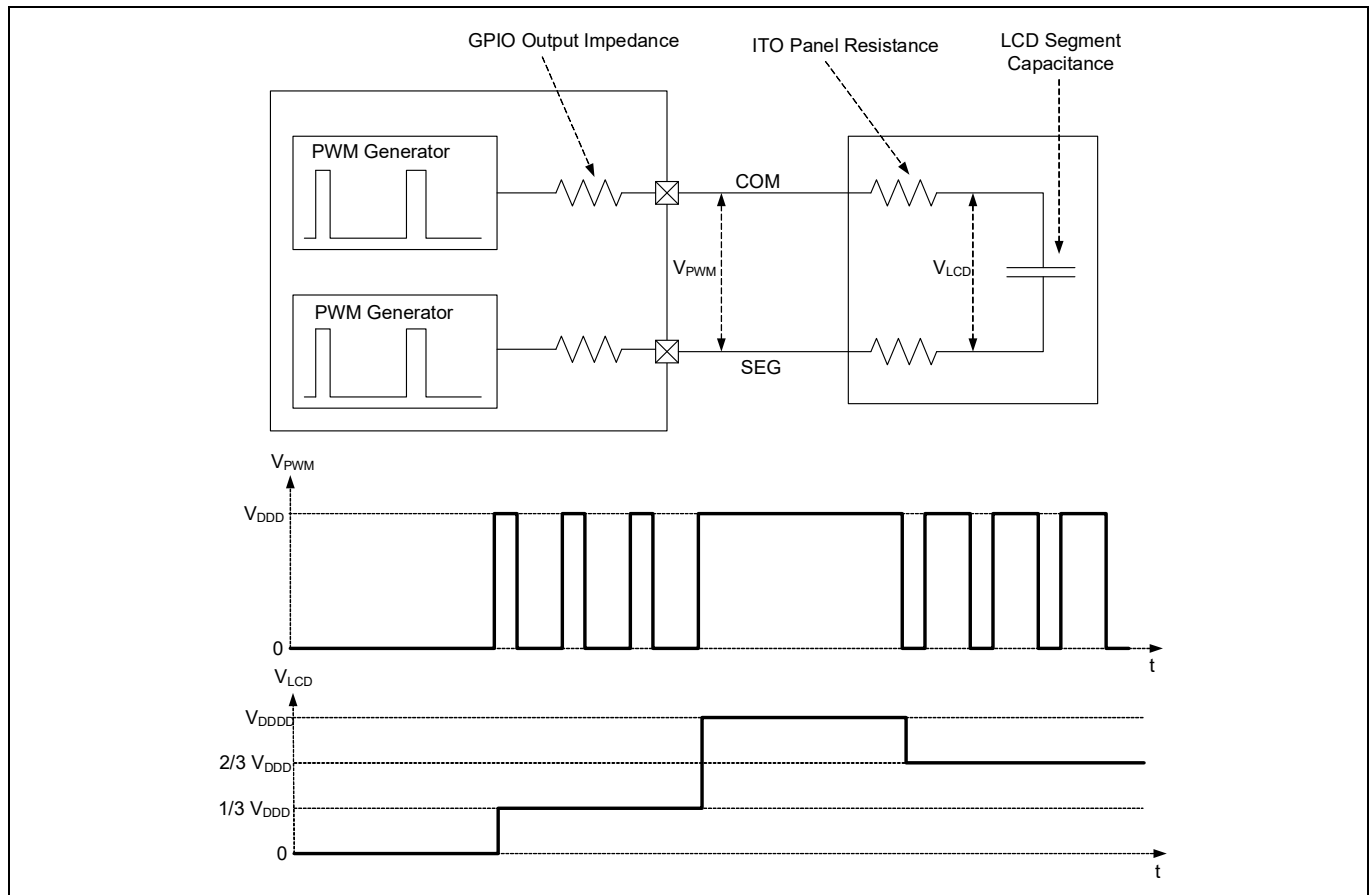 GPIO Output Impedance
ITO Panel Resistance
LCD Segment
Capacitance
PWM Generator
COM
VPWM
VLCD
PWM Generator
SEG
VPWM
VDDD
0
t
VLCD
VDDDD
2/3 VDDD
1/3 VDDD
0
t